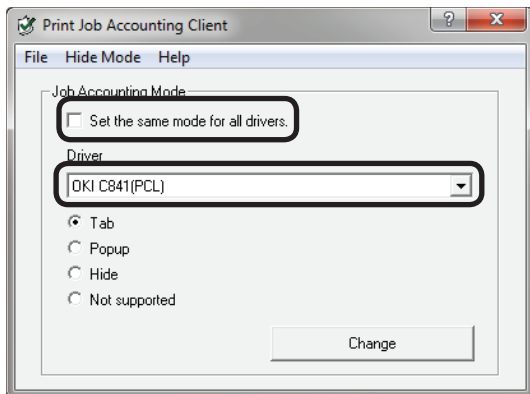 Print Job Accounting Client
File Hide Mode Help
Job Accounting Mode
Set the same mode for all drivers.
Driver
OKI C841(PCL)
Tab
Popup
Hide
Not supported
Change